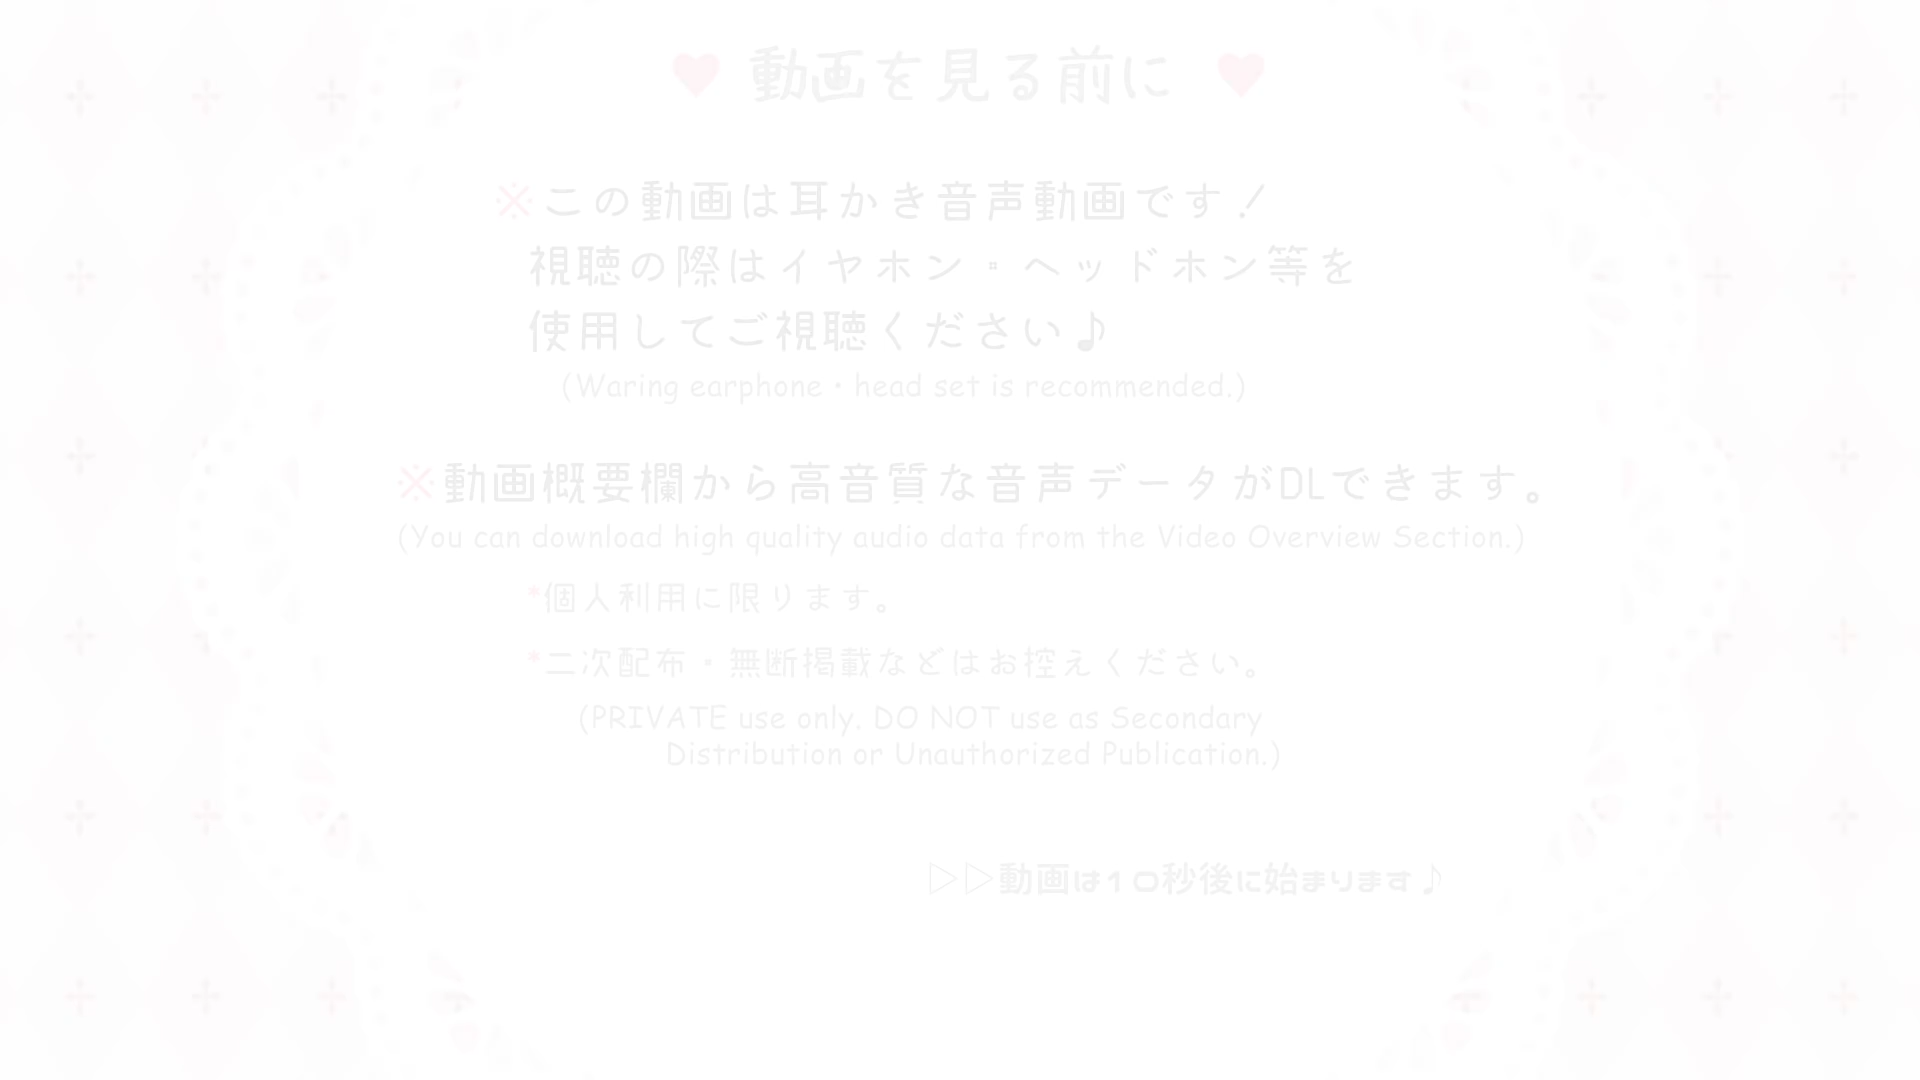 ♥ 動画を見る前に ♥
※この動画は耳かき音声動画です！
視聴の際はイヤホン・ヘッドホン等を
使用してご視聴ください♪
(Waring earphone・head set is recommended.)
※動画概要欄から高音質な音声データがDLできます。
(You can download high quality audio data from the Video Overview Section.)
*個人利用に限ります。
*二次配布・無断掲載などはお控えください。
(PRIVATE use only. DO NOT use as Secondary
Distribution or Unauthorized Publication.)
▷▷動画は10秒後に始まります♪